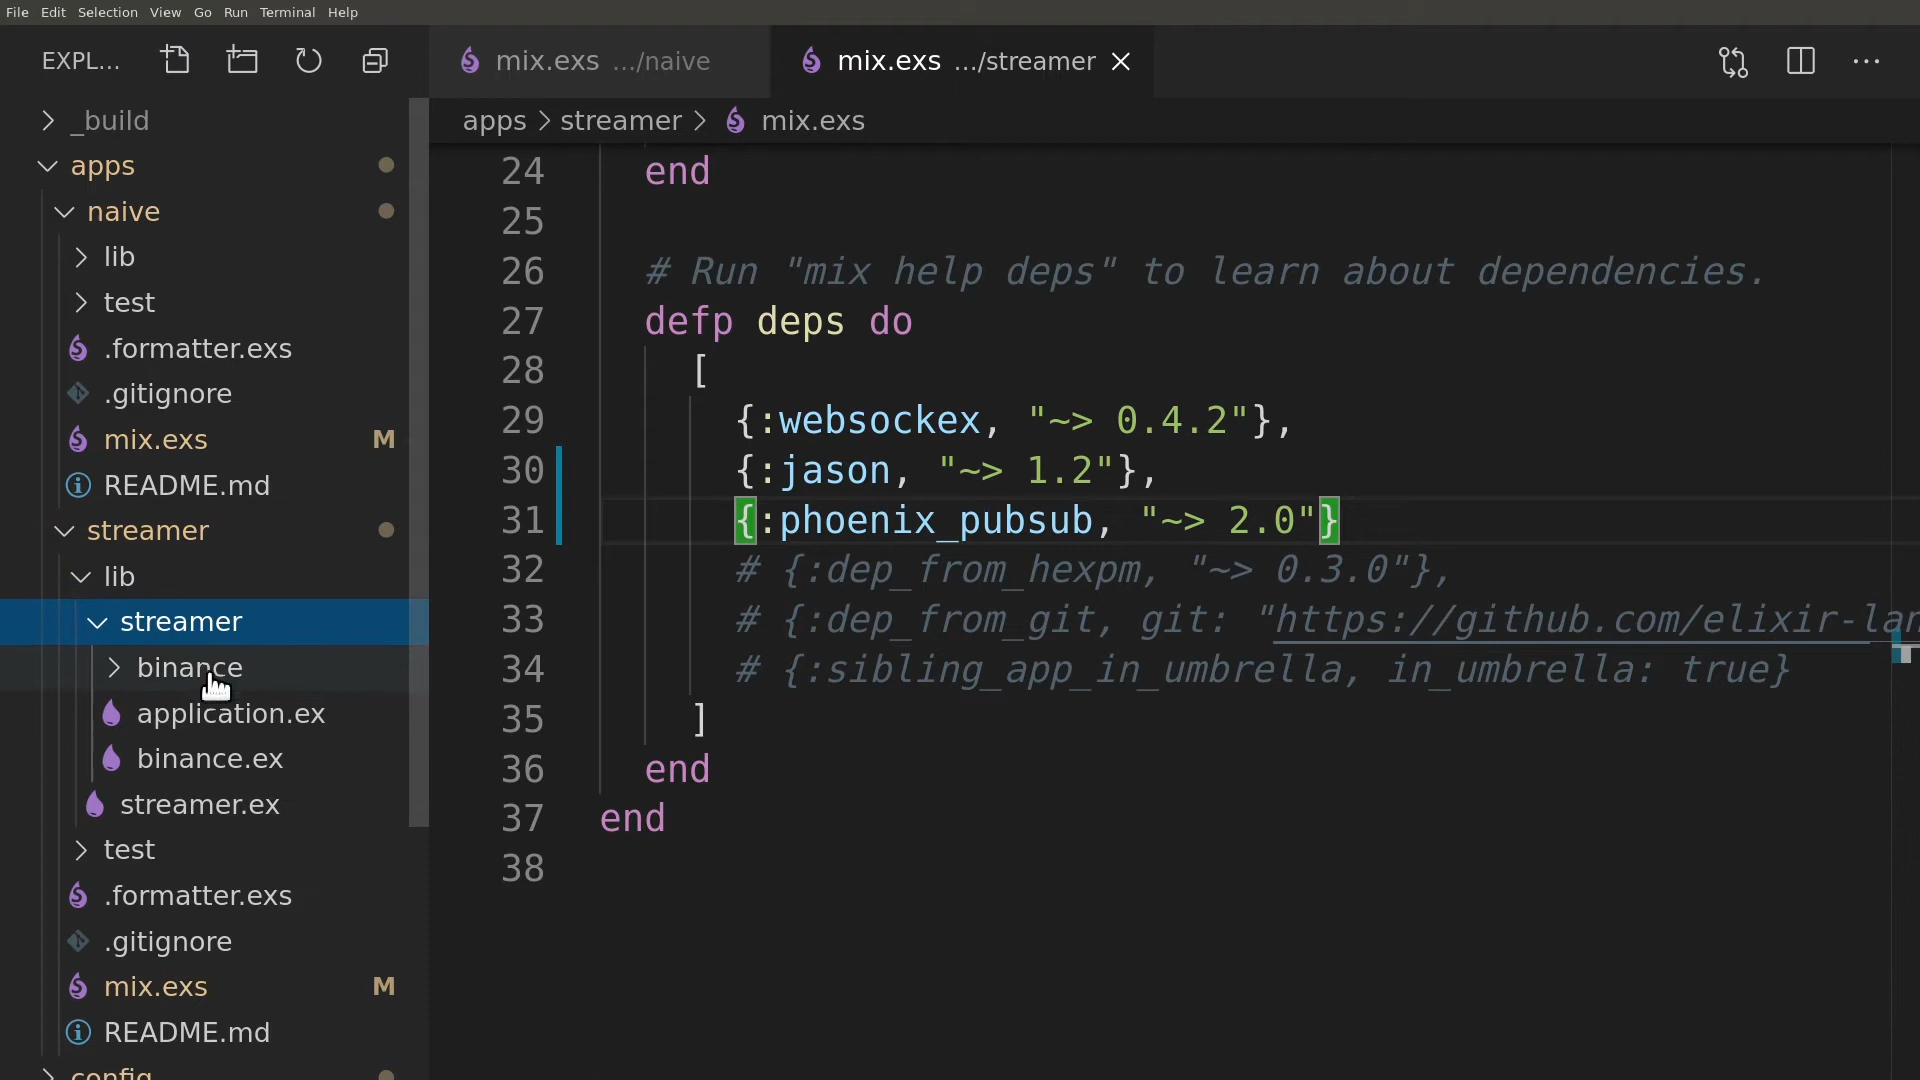 File Edit Selection View Go Run Terminal Help
EXPL...
mix.exs .../naive
mix.exs .../streamer
apps > streamer > mix.exs
_build
apps
naive
lib
test
.formatter.exs
.gitignore
mix.exs M
README.md
streamer
lib
streamer
binance
application.ex
binance.ex
streamer.ex
test
.formatter.exs
.gitignore
mix.exs M
README.md
config
24 end
25
26 # Run "mix help deps" to learn about dependencies.
27 defp deps do
28 [
29 {:websockex, "~> 0.4.2"},
30 {:jason, "~> 1.2"},
31 {:phoenix_pubsub, "~> 2.0"}
32 # {:dep_from_hexpm, "~> 0.3.0"},
33 # {:dep_from_git, git: "https://github.com/elixir-lan
34 # {:sibling_app_in_umbrella, in_umbrella: true}
35 ]
36 end
37 end
38